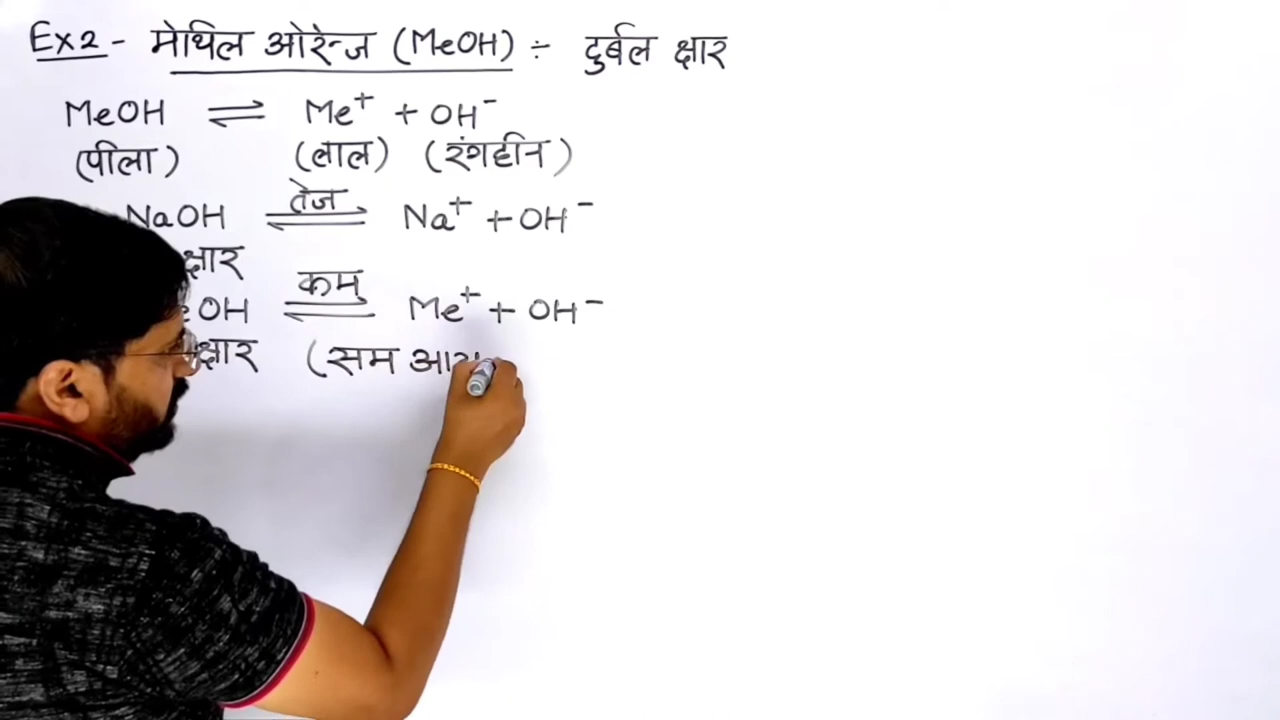 Ex2 - मेथिल ओरेन्ज (MeOH) ÷ दुर्बल क्षार
MeOH ⇌ Me⁺ + OH⁻
(पीला) (लाल) (रंगहीन)
NaOH ⇌ तेज Na⁺ + OH⁻
क्षार
OH ⇌ कम Me⁺ + OH⁻
क्षार (सम